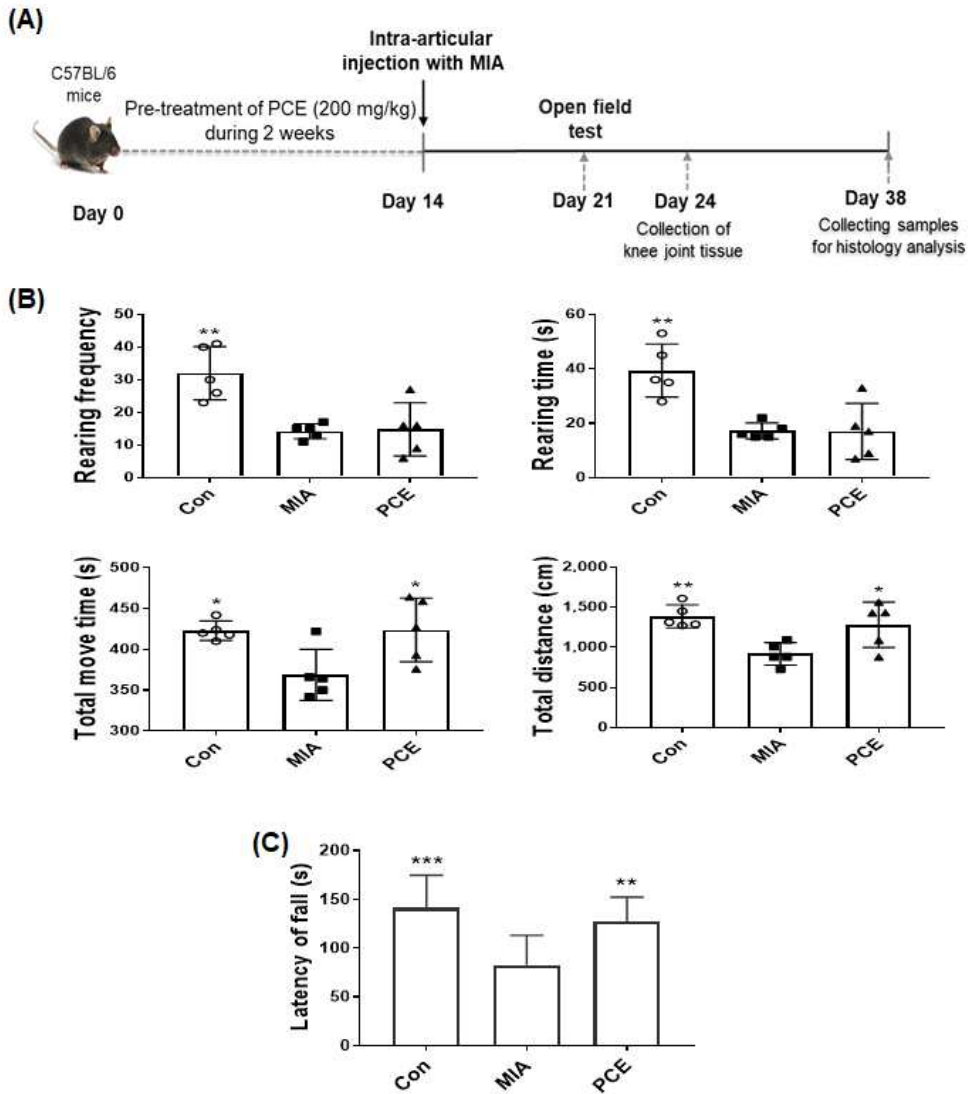 (A)
C57BL/6
mice
Pre-treatment of PCE (200 mg/kg)
during 2 weeks
Intra-articular
injection with MIA
Open field
test
Day 0
Day 14
Day 21
Day 24
Collection of
knee joint tissue
Day 38
Collecting samples
for histology analysis
(B)
Rearing frequency
50
40
30
20
10
0
**
Con
MIA
PCE
Rearing time (s)
60
40
20
0
**
Con
MIA
PCE
Total move time (s)
500
450
400
350
300
*
*
Con
MIA
PCE
Total distance (cm)
2,000
1,500
1,000
500
0
**
*
Con
MIA
PCE
(C)
Latency of fall (s)
200
150
100
50
0
***
**
Con
MIA
PCE